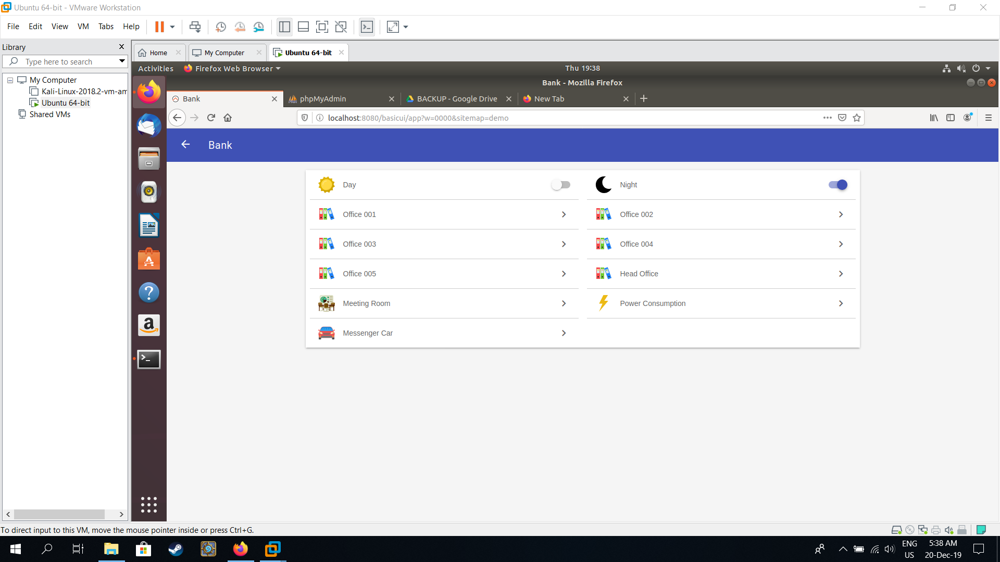 Ubuntu 64-bit - VMware Workstation
File Edit View VM Tabs Help
Library
Type here to search
My Computer
Kali-Linux-2018.2-vm-am
Ubuntu 64-bit
Shared VMs
Home
My Computer
Ubuntu 64-bit
Activities
Firefox Web Browser
Thu 19:38
Bank - Mozilla Firefox
Bank
phpMyAdmin
BACKUP - Google Drive
New Tab
localhost:8080/basicui/app?w=0000&sitemap=demo
Bank
Day
Night
Office 001
Office 002
Office 003
Office 004
Office 005
Head Office
Meeting Room
Power Consumption
Messenger Car
To direct input to this VM, move the mouse pointer inside or press Ctrl+G.
ENG
US
5:38 AM
20-Dec-19